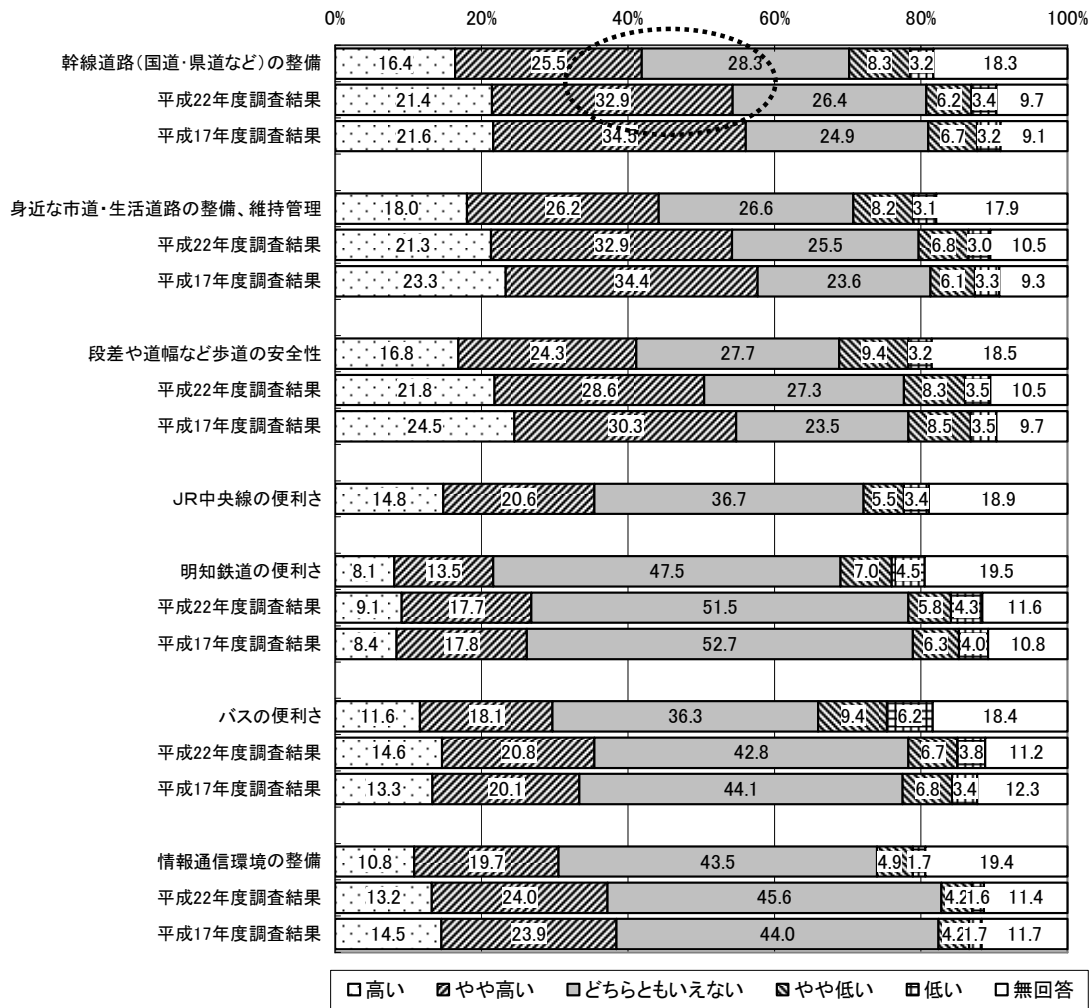 0% 20% 40% 60% 80% 100%
幹線道路(国道・県道など)の整備 16.4 25.5 28.3 8.3 3.2 18.3
平成22年度調査結果 21.4 32.9 26.4 6.2 3.4 9.7
平成17年度調査結果 21.6 34.5 24.9 6.7 3.2 9.1
身近な市道・生活道路の整備、維持管理 18.0 26.2 26.6 8.2 3.1 17.9
平成22年度調査結果 21.3 32.9 25.5 6.8 3.0 10.5
平成17年度調査結果 23.3 34.4 23.6 6.1 3.3 9.3
段差や道幅など歩道の安全性 16.8 24.3 27.7 9.4 3.2 18.5
平成22年度調査結果 21.8 28.6 27.3 8.3 3.5 10.5
平成17年度調査結果 24.5 30.3 23.5 8.5 3.5 9.7
JR中央線の便利さ 14.8 20.6 36.7 5.5 3.4 18.9
明知鉄道の便利さ 8.1 13.5 47.5 7.0 4.5 19.5
平成22年度調査結果 9.1 17.7 51.5 5.8 4.3 11.6
平成17年度調査結果 8.4 17.8 52.7 6.3 4.0 10.8
バスの便利さ 11.6 18.1 36.3 9.4 6.2 18.4
平成22年度調査結果 14.6 20.8 42.8 6.7 3.8 11.2
平成17年度調査結果 13.3 20.1 44.1 6.8 3.4 12.3
情報通信環境の整備 10.8 19.7 43.5 4.9 1.7 19.4
平成22年度調査結果 13.2 24.0 45.6 4.2 1.6 11.4
平成17年度調査結果 14.5 23.9 44.0 4.2 1.7 11.7
高い やや高い どちらともいえない やや低い 低い 無回答